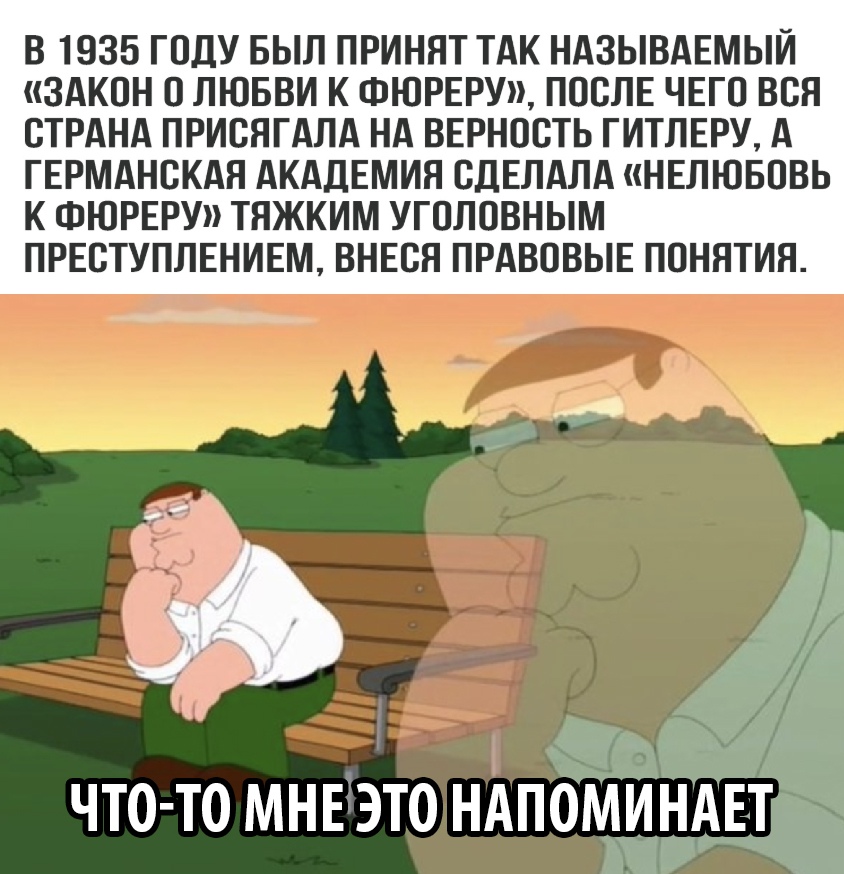 В 1935 ГОДУ БЫЛ ПРИНЯТ ТАК НАЗЫВАЕМЫЙ
«ЗАКОН О ЛЮБВИ К ФЮРЕРУ», ПОСЛЕ ЧЕГО ВСЯ
СТРАНА ПРИСЯГАЛА НА ВЕРНОСТЬ ГИТЛЕРУ, А
ГЕРМАНСКАЯ АКАДЕМИЯ СДЕЛАЛА «НЕЛЮБОВЬ
К ФЮРЕРУ» ТЯЖКИМ УГОЛОВНЫМ
ПРЕСТУПЛЕНИЕМ, ВНЕСЯ ПРАВОВЫЕ ПОНЯТИЯ.
ЧТО-ТО МНЕ ЭТО НАПОМИНАЕТ